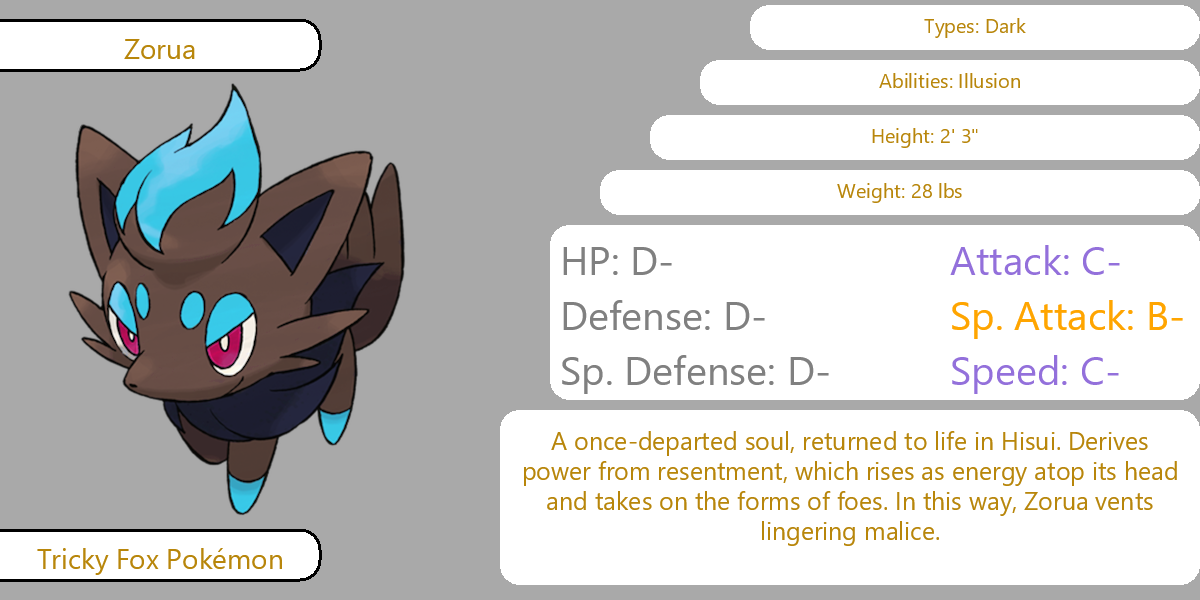 Zorua
Types: Dark
Abilities: Illusion
Height: 2' 3"
Weight: 28 lbs
HP: D-
Attack: C-
Defense: D-
Sp. Attack: B-
Sp. Defense: D-
Speed: C-
A once-departed soul, returned to life in Hisui. Derives
power from resentment, which rises as energy atop its head
and takes on the forms of foes. In this way, Zorua vents
lingering malice.
Tricky Fox Pokémon